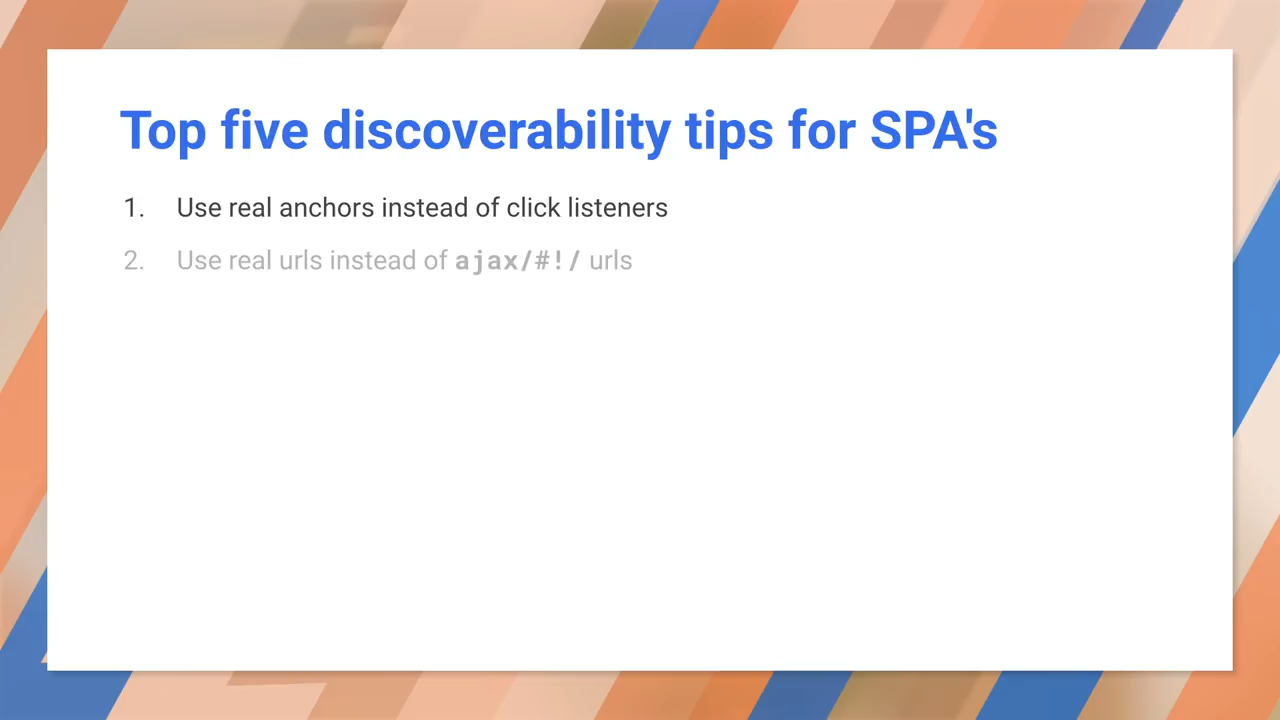 Top five discoverability tips for SPA's
1. Use real anchors instead of click listeners
2. Use real urls instead of ajax/#!/ urls